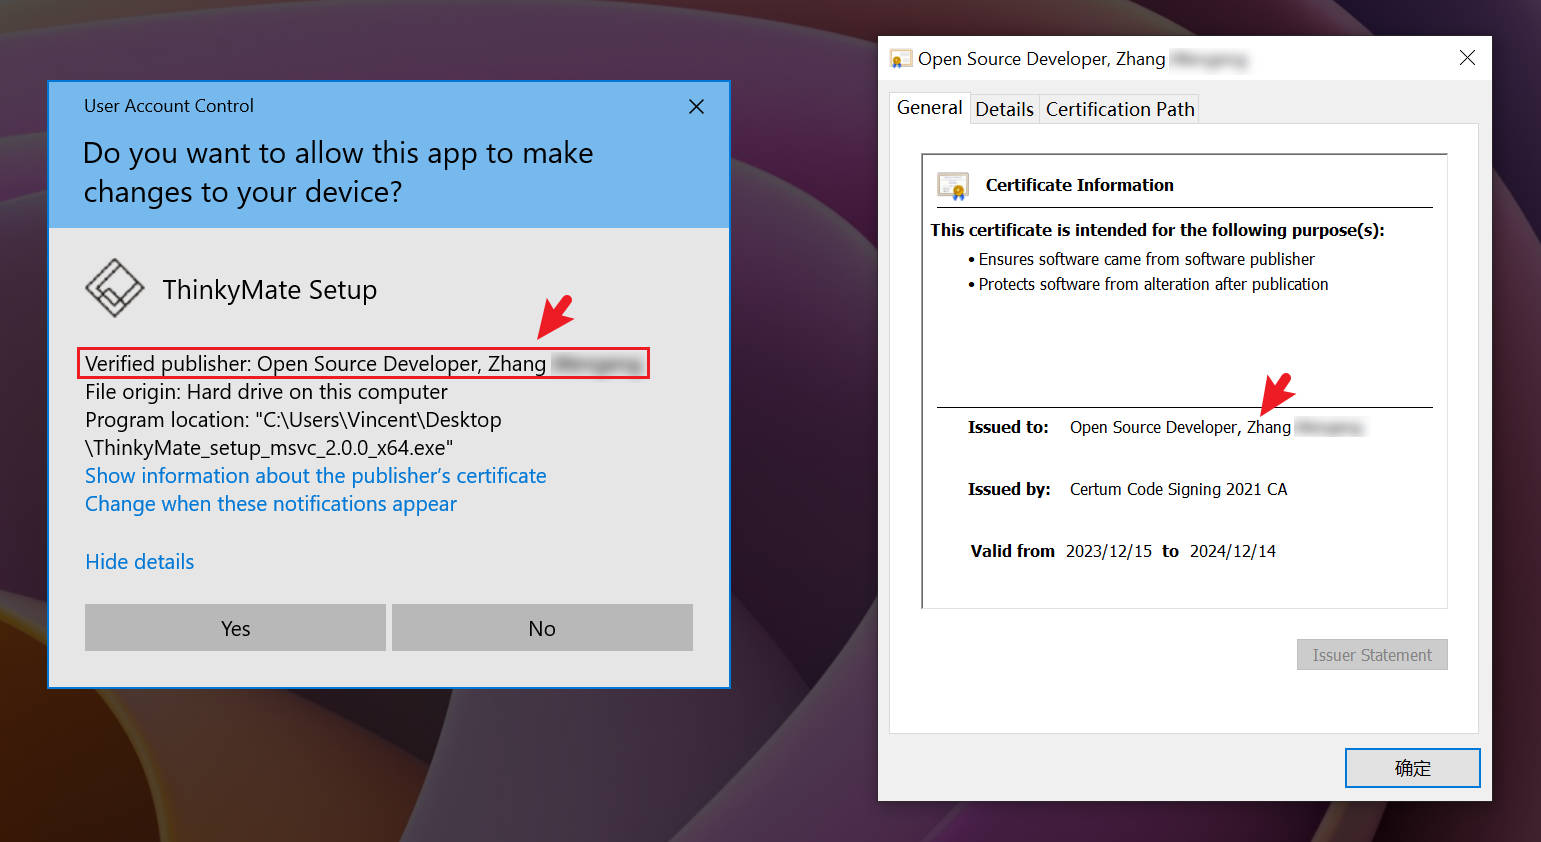 User Account Control
Do you want to allow this app to make
changes to your device?
ThinkyMate Setup
Verified publisher: Open Source Developer, Zhang
File origin: Hard drive on this computer
Program location: "C:\Users\Vincent\Desktop
\ThinkyMate_setup_msvc_2.0.0_x64.exe"
Show information about the publisher's certificate
Change when these notifications appear
Hide details
Yes
No
Open Source Developer, Zhang
General
Details
Certification Path
Certificate Information
This certificate is intended for the following purpose(s):
• Ensures software came from software publisher
• Protects software from alteration after publication
Issued to: Open Source Developer, Zhang
Issued by: Certum Code Signing 2021 CA
Valid from 2023/12/15 to 2024/12/14
Issuer Statement
确定